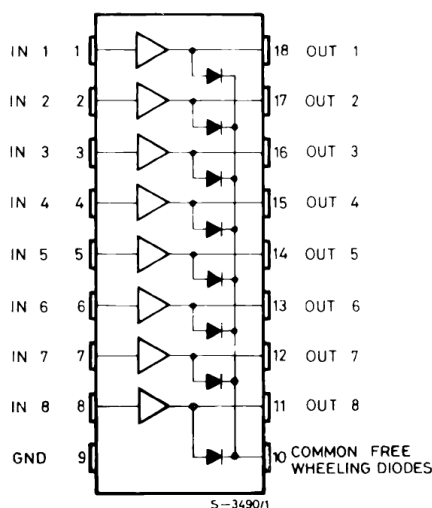 IN 1 1 18 OUT 1
IN 2 2 17 OUT 2
IN 3 3 16 OUT 3
IN 4 4 15 OUT 4
IN 5 5 14 OUT 5
IN 6 6 13 OUT 6
IN 7 7 12 OUT 7
IN 8 8 11 OUT 8
GND 9 10 COMMON FREE
WHEELING DIODES
S-3490/1